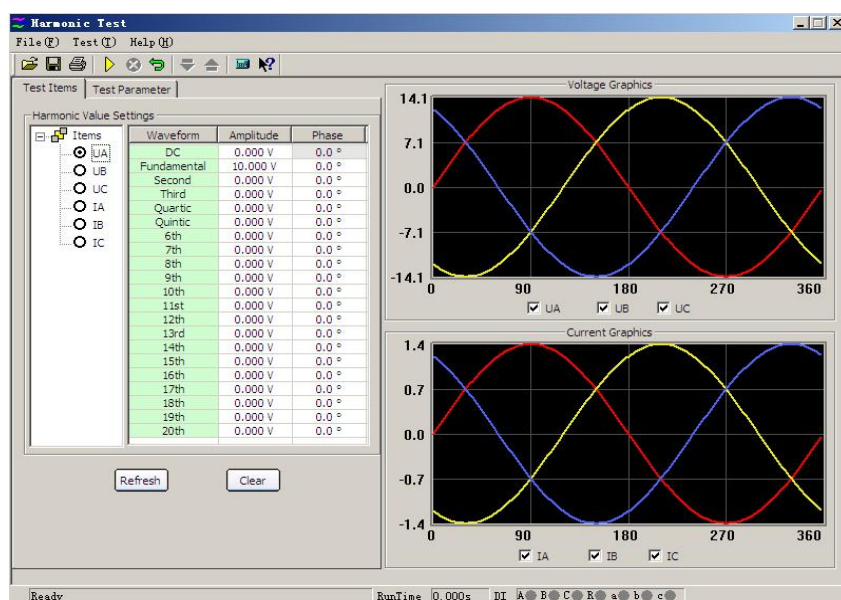 Harmonic Test
File(F) Test(T) Help(H)
Test Items Test Parameter
Harmonic Value Settings
Items
UA
UB
UC
IA
IB
IC
Waveform Amplitude Phase
DC 0.000 V 0.0 °
Fundamental 10.000 V 0.0 °
Second 0.000 V 0.0 °
Third 0.000 V 0.0 °
Quartic 0.000 V 0.0 °
Quintic 0.000 V 0.0 °
6th 0.000 V 0.0 °
7th 0.000 V 0.0 °
8th 0.000 V 0.0 °
9th 0.000 V 0.0 °
10th 0.000 V 0.0 °
11st 0.000 V 0.0 °
12th 0.000 V 0.0 °
13rd 0.000 V 0.0 °
14th 0.000 V 0.0 °
15th 0.000 V 0.0 °
16th 0.000 V 0.0 °
17th 0.000 V 0.0 °
18th 0.000 V 0.0 °
19th 0.000 V 0.0 °
20th 0.000 V 0.0 °
Refresh Clear
Voltage Graphics
14.1
7.1
0.0
-7.1
-14.1
0 90 180 270 360
UA UB UC
Current Graphics
1.4
0.7
0.0
-0.7
-1.4
0 90 180 270 360
IA IB IC
Ready RunTime 0.000s DI A B C R a b c